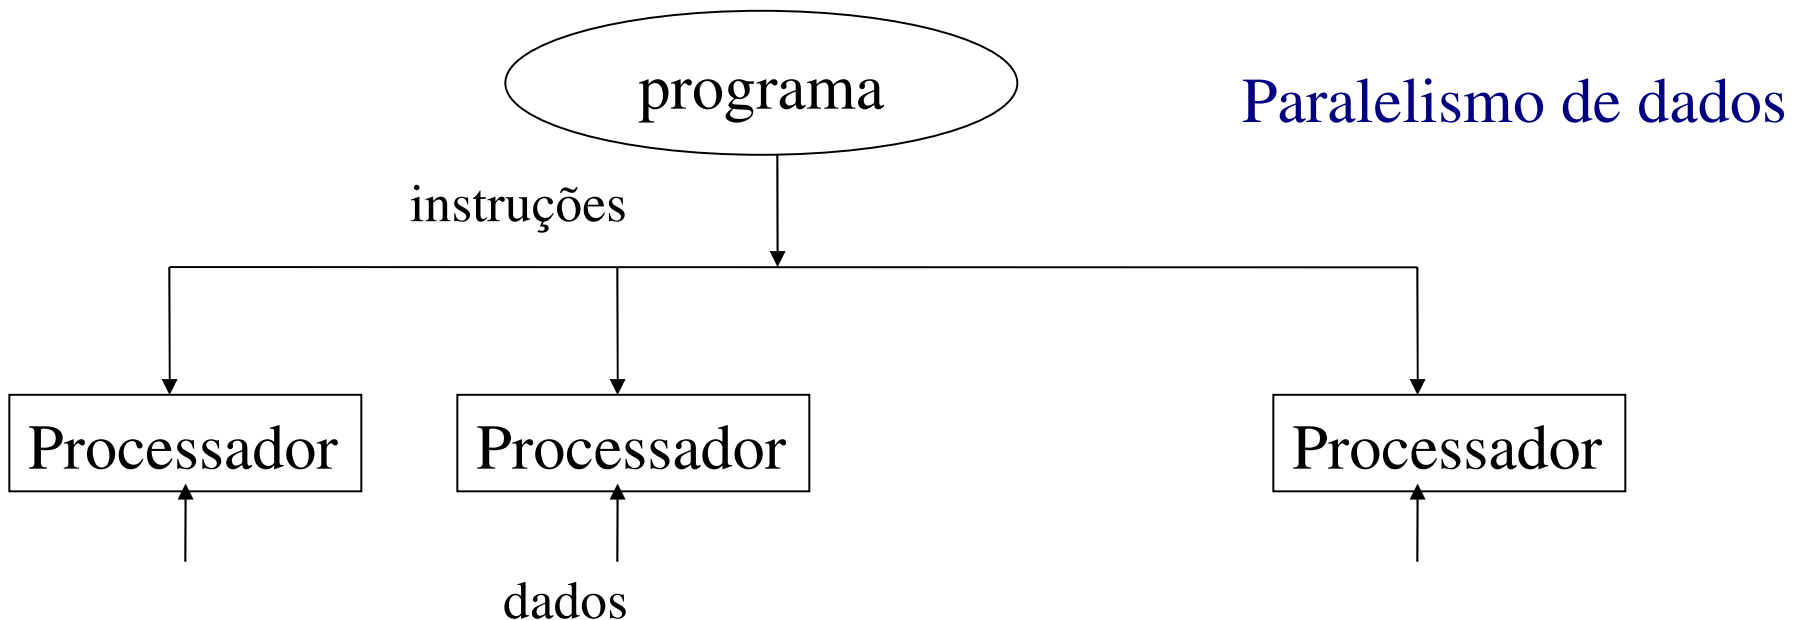 programa
Paralelismo de dados
instruções
Processador
Processador
Processador
dados